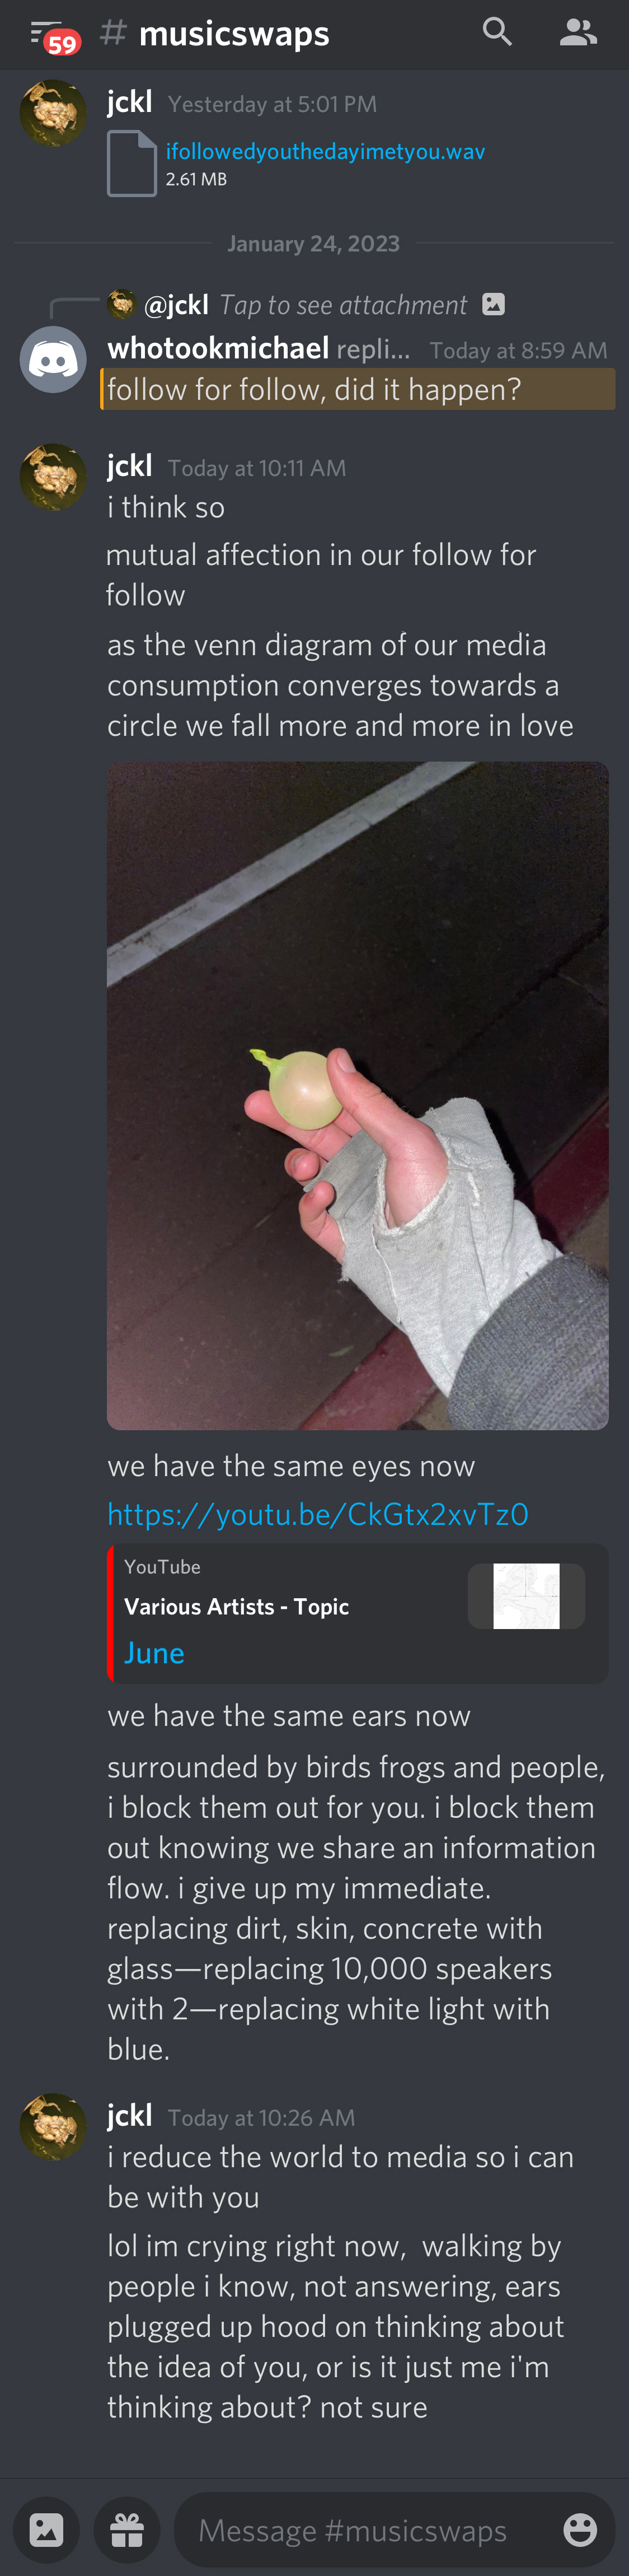 59
# musicswaps
jckl Yesterday at 5:01 PM
ifollowedyouthedayimetyou.wav
2.61 MB
January 24, 2023
@jckl Tap to see attachment
whotookmichael repli... Today at 8:59 AM
follow for follow, did it happen?
jckl Today at 10:11 AM
i think so
mutual affection in our follow for
follow
as the venn diagram of our media
consumption converges towards a
circle we fall more and more in love
we have the same eyes now
https://youtu.be/CkGtx2xvTz0
YouTube
Various Artists - Topic
June
we have the same ears now
surrounded by birds frogs and people,
i block them out for you. i block them
out knowing we share an information
flow. i give up my immediate.
replacing dirt, skin, concrete with
glass—replacing 10,000 speakers
with 2—replacing white light with
blue.
jckl Today at 10:26 AM
i reduce the world to media so i can
be with you
lol im crying right now,  walking by
people i know, not answering, ears
plugged up hood on thinking about
the idea of you, or is it just me i'm
thinking about? not sure
Message #musicswaps